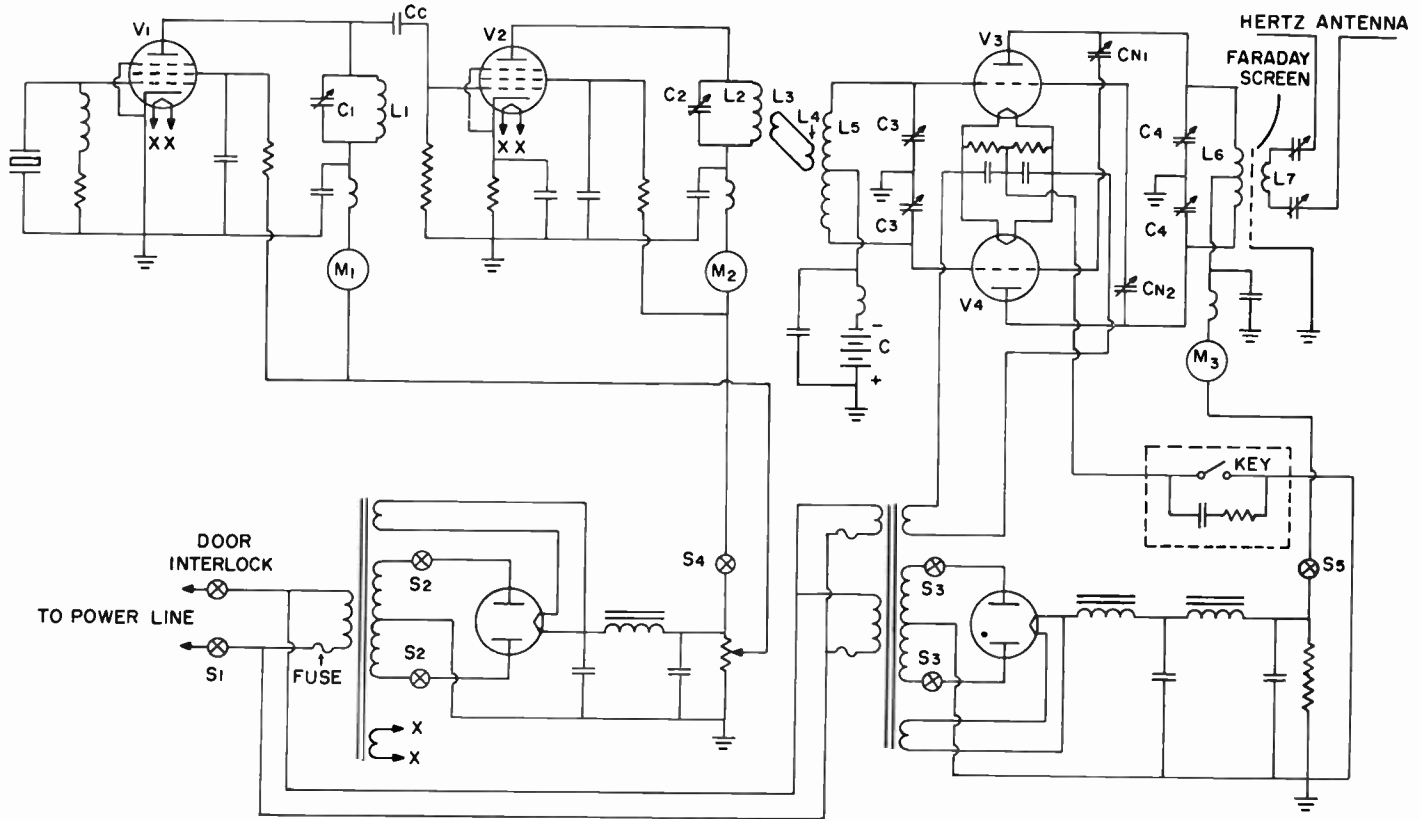 V1
Cc
V2
V3
CN1
HERTZ ANTENNA
FARADAY
SCREEN
C1
L1
C2
L2
L3
L4
L5
C3
C4
L6
L7
X X
X X
C3
C4
M1
M2
V4
CN2
-
C
+
M3
KEY
DOOR
INTERLOCK
S2
S4
S3
S5
TO POWER LINE
S1
FUSE
S2
S3
X
X